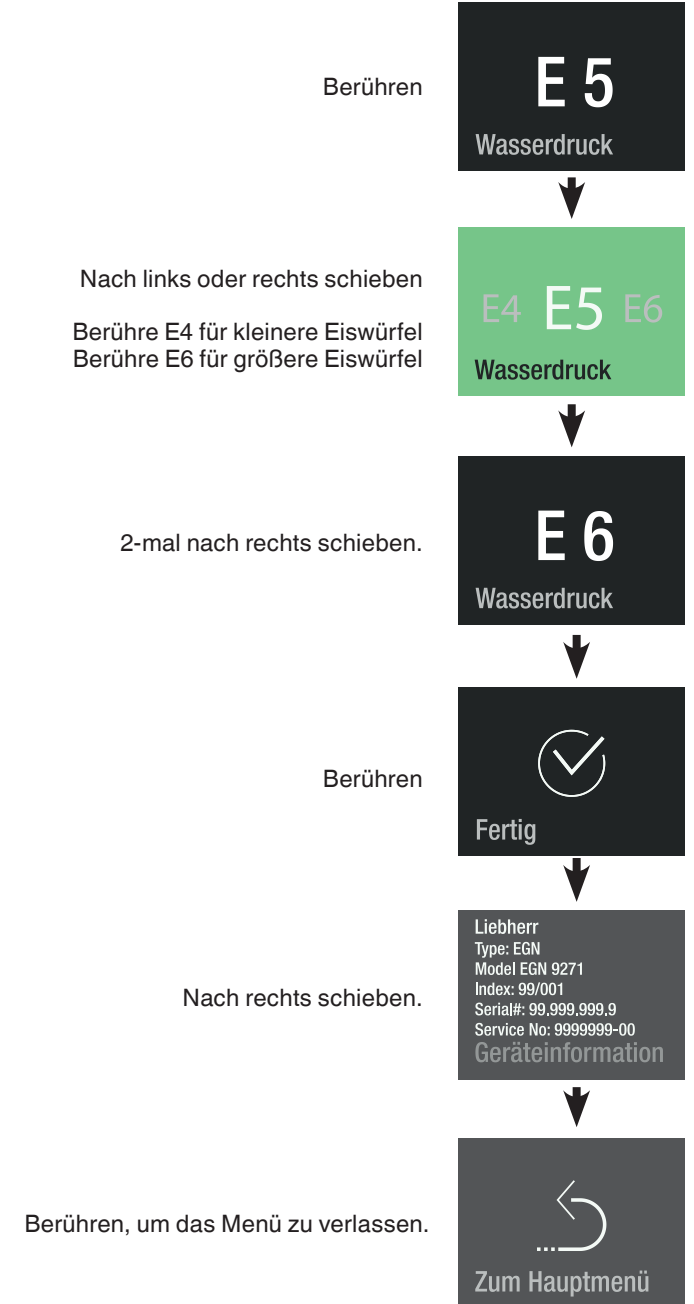 Berühren
E 5
Wasserdruck
Nach links oder rechts schieben
Berühre E4 für kleinere Eiswürfel
Berühre E6 für größere Eiswürfel
E4 E5 E6
Wasserdruck
2-mal nach rechts schieben.
E 6
Wasserdruck
Berühren
Fertig
Nach rechts schieben.
Liebherr
Type: EGN
Model EGN 9271
Index: 99/001
Serial#: 99.999.999.9
Service No: 9999999-00
Geräteinformation
Berühren, um das Menü zu verlassen.
Zum Hauptmenü